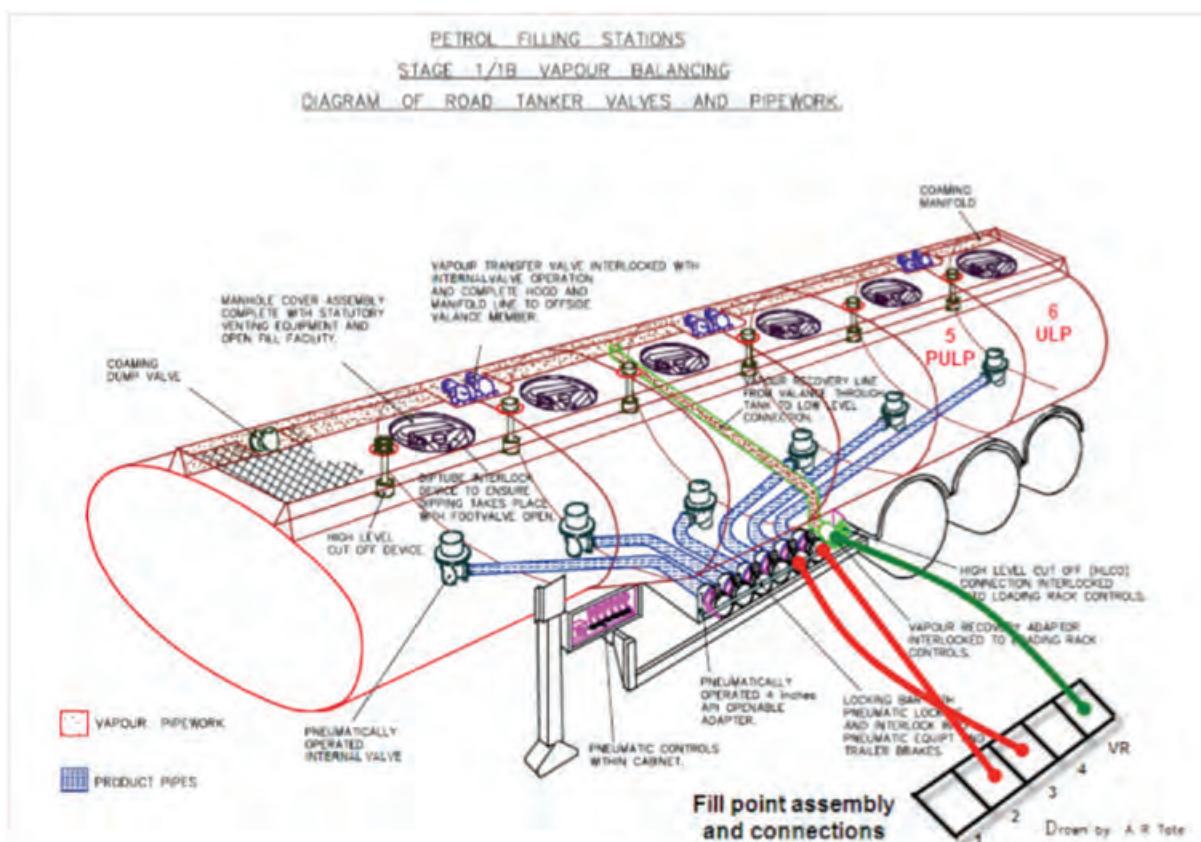 PETROL FILLING STATIONS
STAGE 1/1B VAPOUR BALANCING
DIAGRAM OF ROAD TANKER VALVES AND PIPEWORK.
COAMING
MANIFOLD
VAPOUR TRANSFER VALVE INTERLOCKED WITH
INTERNALVALVE OPERATION
AND COMPLETE HOOD AND
MANIFOLD LINE TO OFFSIDE
VALANCE MEMBER.
MANHOLE COVER ASSEMBLY
COMPLETE WITH STATUTORY
VENTING EQUIPMENT AND
OPEN FILL FACILITY.
COAMING
DUMP VALVE
6
ULP
5
PULP
VAPOUR RECOVERY LINE
FROM VALANCE THROUGH
TANK TO LOW LEVEL
CONNECTION.
DIPTUBE INTERLOCK
DEVICE TO ENSURE
DIPPING TAKES PLACE
WITH FOOTVALVE OPEN.
HIGH LEVEL
CUT OFF DEVICE
HIGH LEVEL CUT OFF (HLCO)
CONNECTION INTERLOCKED
TO LOADING RACK CONTROLS.
VAPOUR RECOVERY ADAPTOR
INTERLOCKED TO LOADING RACK
CONTROLS.
PNEUMATICALLY
OPERATED 4 inches
API OPENABLE
ADAPTER.
LOCKING BAR
PNEUMATIC
AND INTERLOCK
PNEUMATIC EQUIPT
TRAILER BRAKES.
PNEUMATICALLY
OPERATED
INTERNAL VALVE
PNEUMATIC CONTROLS
WITHIN CABINET.
VAPOUR PIPEWORK
PRODUCT PIPES
VR
4
3
2
1
Fill point assembly
and connections
Drawn by A R Tate